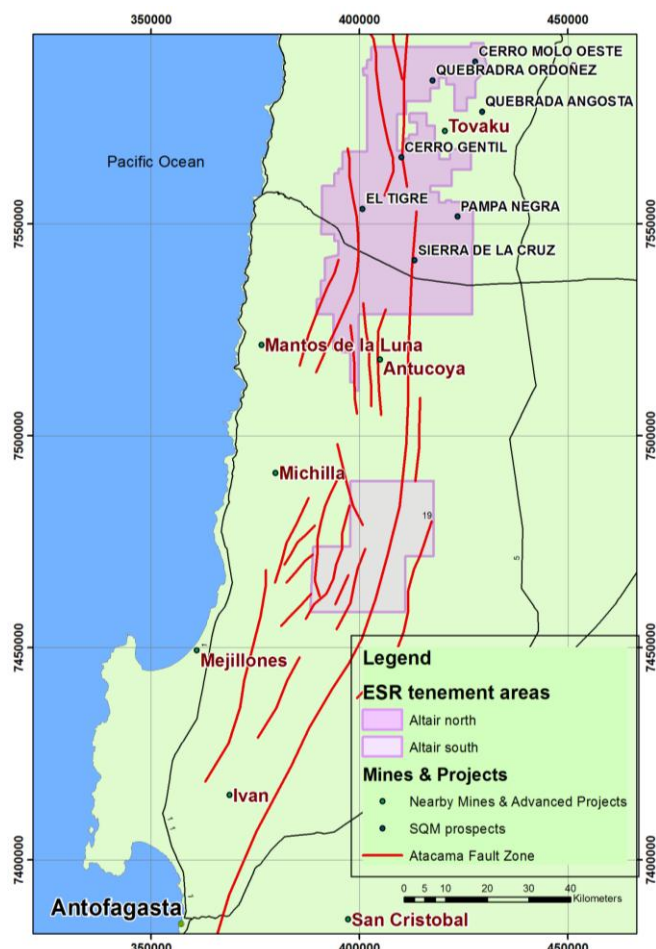 350000
400000
450000
CERRO MOLO OESTE
QUEBRADRA ORDOÑEZ
QUEBRADA ANGOSTA
Tovaku
Pacific Ocean
CERRO GENTIL
EL TIGRE
PAMPA NEGRA
7550000
7550000
SIERRA DE LA CRUZ
Mantos de la Luna
Antucoya
7500000
7500000
Michilla
19
5
1
7450000
7450000
Mejillones
Legend
ESR tenement areas
Altair north
Altair south
Mines & Projects
Nearby Mines & Advanced Projects
SQM prospects
Atacama Fault Zone
0 5 10 20 30 40
Kilometers
Ivan
7400000
7400000
Antofagasta
San Cristobal
350000
400000
450000